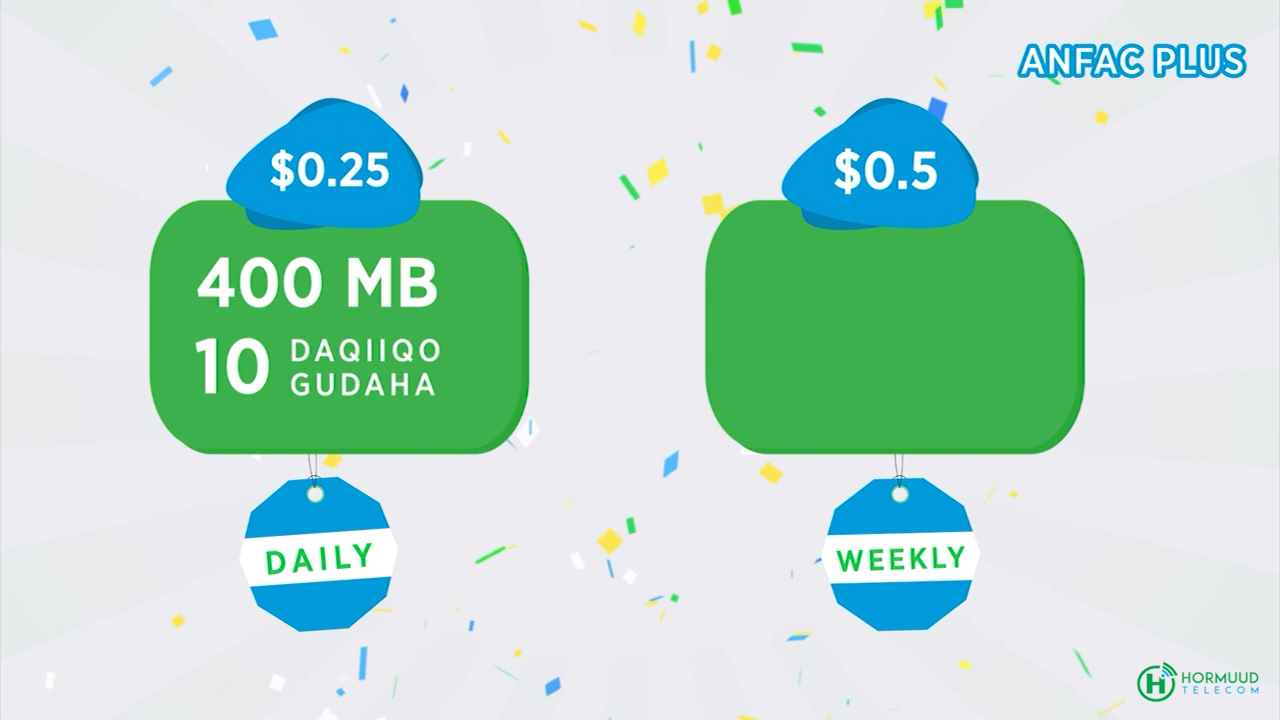 ANFAC PLUS
$0.25
400 MB
10 DAQIIQO
GUDAHA
DAILY
$0.5
WEEKLY
HORMUUD
TELECOM